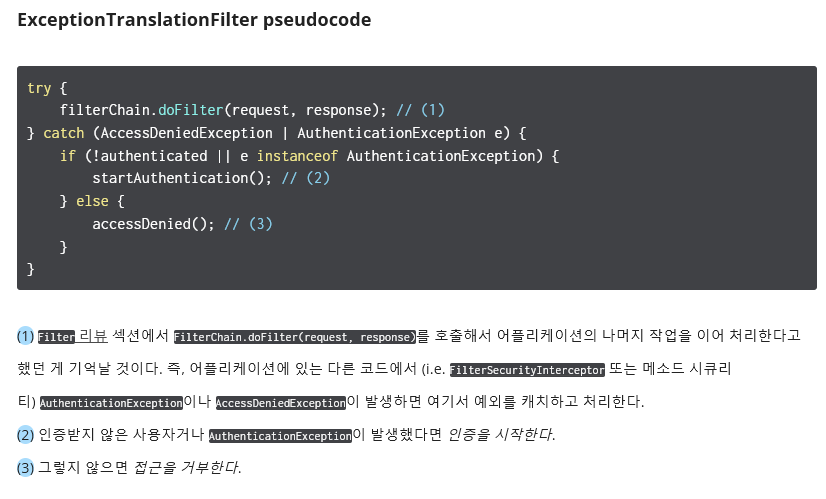 ExceptionTranslationFilter pseudocode
try {
    filterChain.doFilter(request, response); // (1)
} catch (AccessDeniedException | AuthenticationException e) {
    if (!authenticated || e instanceof AuthenticationException) {
        startAuthentication(); // (2)
    } else {
        accessDenied(); // (3)
    }
}
(1) Filter 리뷰 섹션에서 FilterChain.doFilter(request, response)를 호출해서 어플리케이션의 나머지 작업을 이어 처리한다고
했던 게 기억날 것이다. 즉, 어플리케이션에 있는 다른 코드에서 (i.e. FilterSecurityInterceptor 또는 메소드 시큐리
티) AuthenticationException이나 AccessDeniedException이 발생하면 여기서 예외를 캐치하고 처리한다.
(2) 인증받지 않은 사용자거나 AuthenticationException이 발생했다면 인증을 시작한다.
(3) 그렇지 않으면 접근을 거부한다.